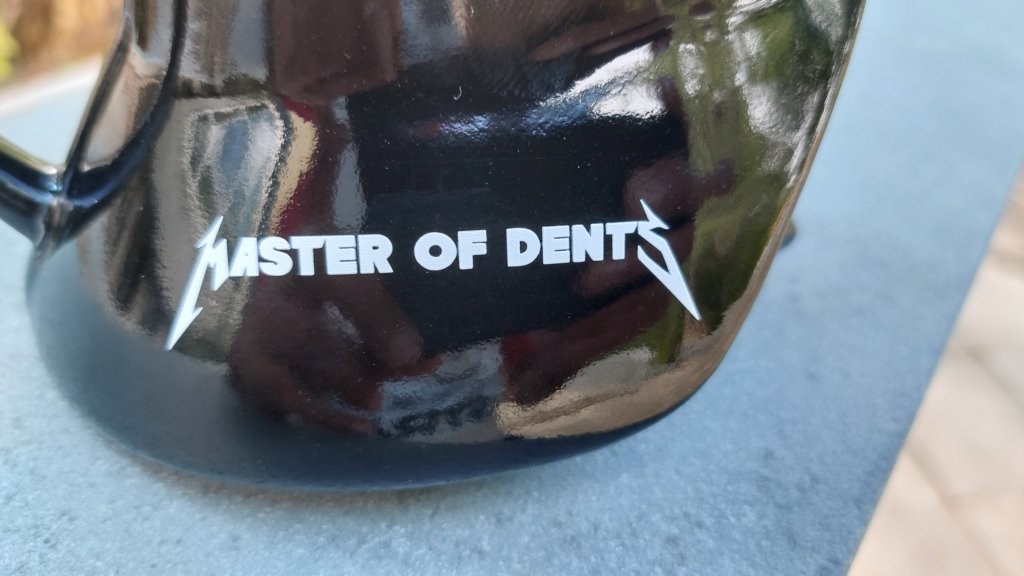 MASTER OF DENTS